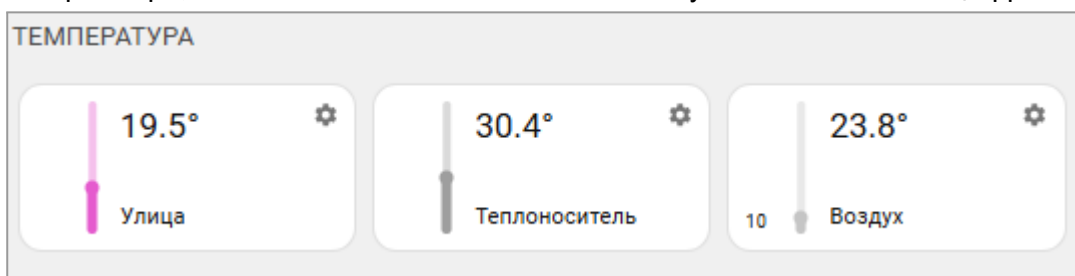 ТЕМПЕРАТУРА
19.5°
Улица
30.4°
Теплоноситель
23.8°
10
Воздух